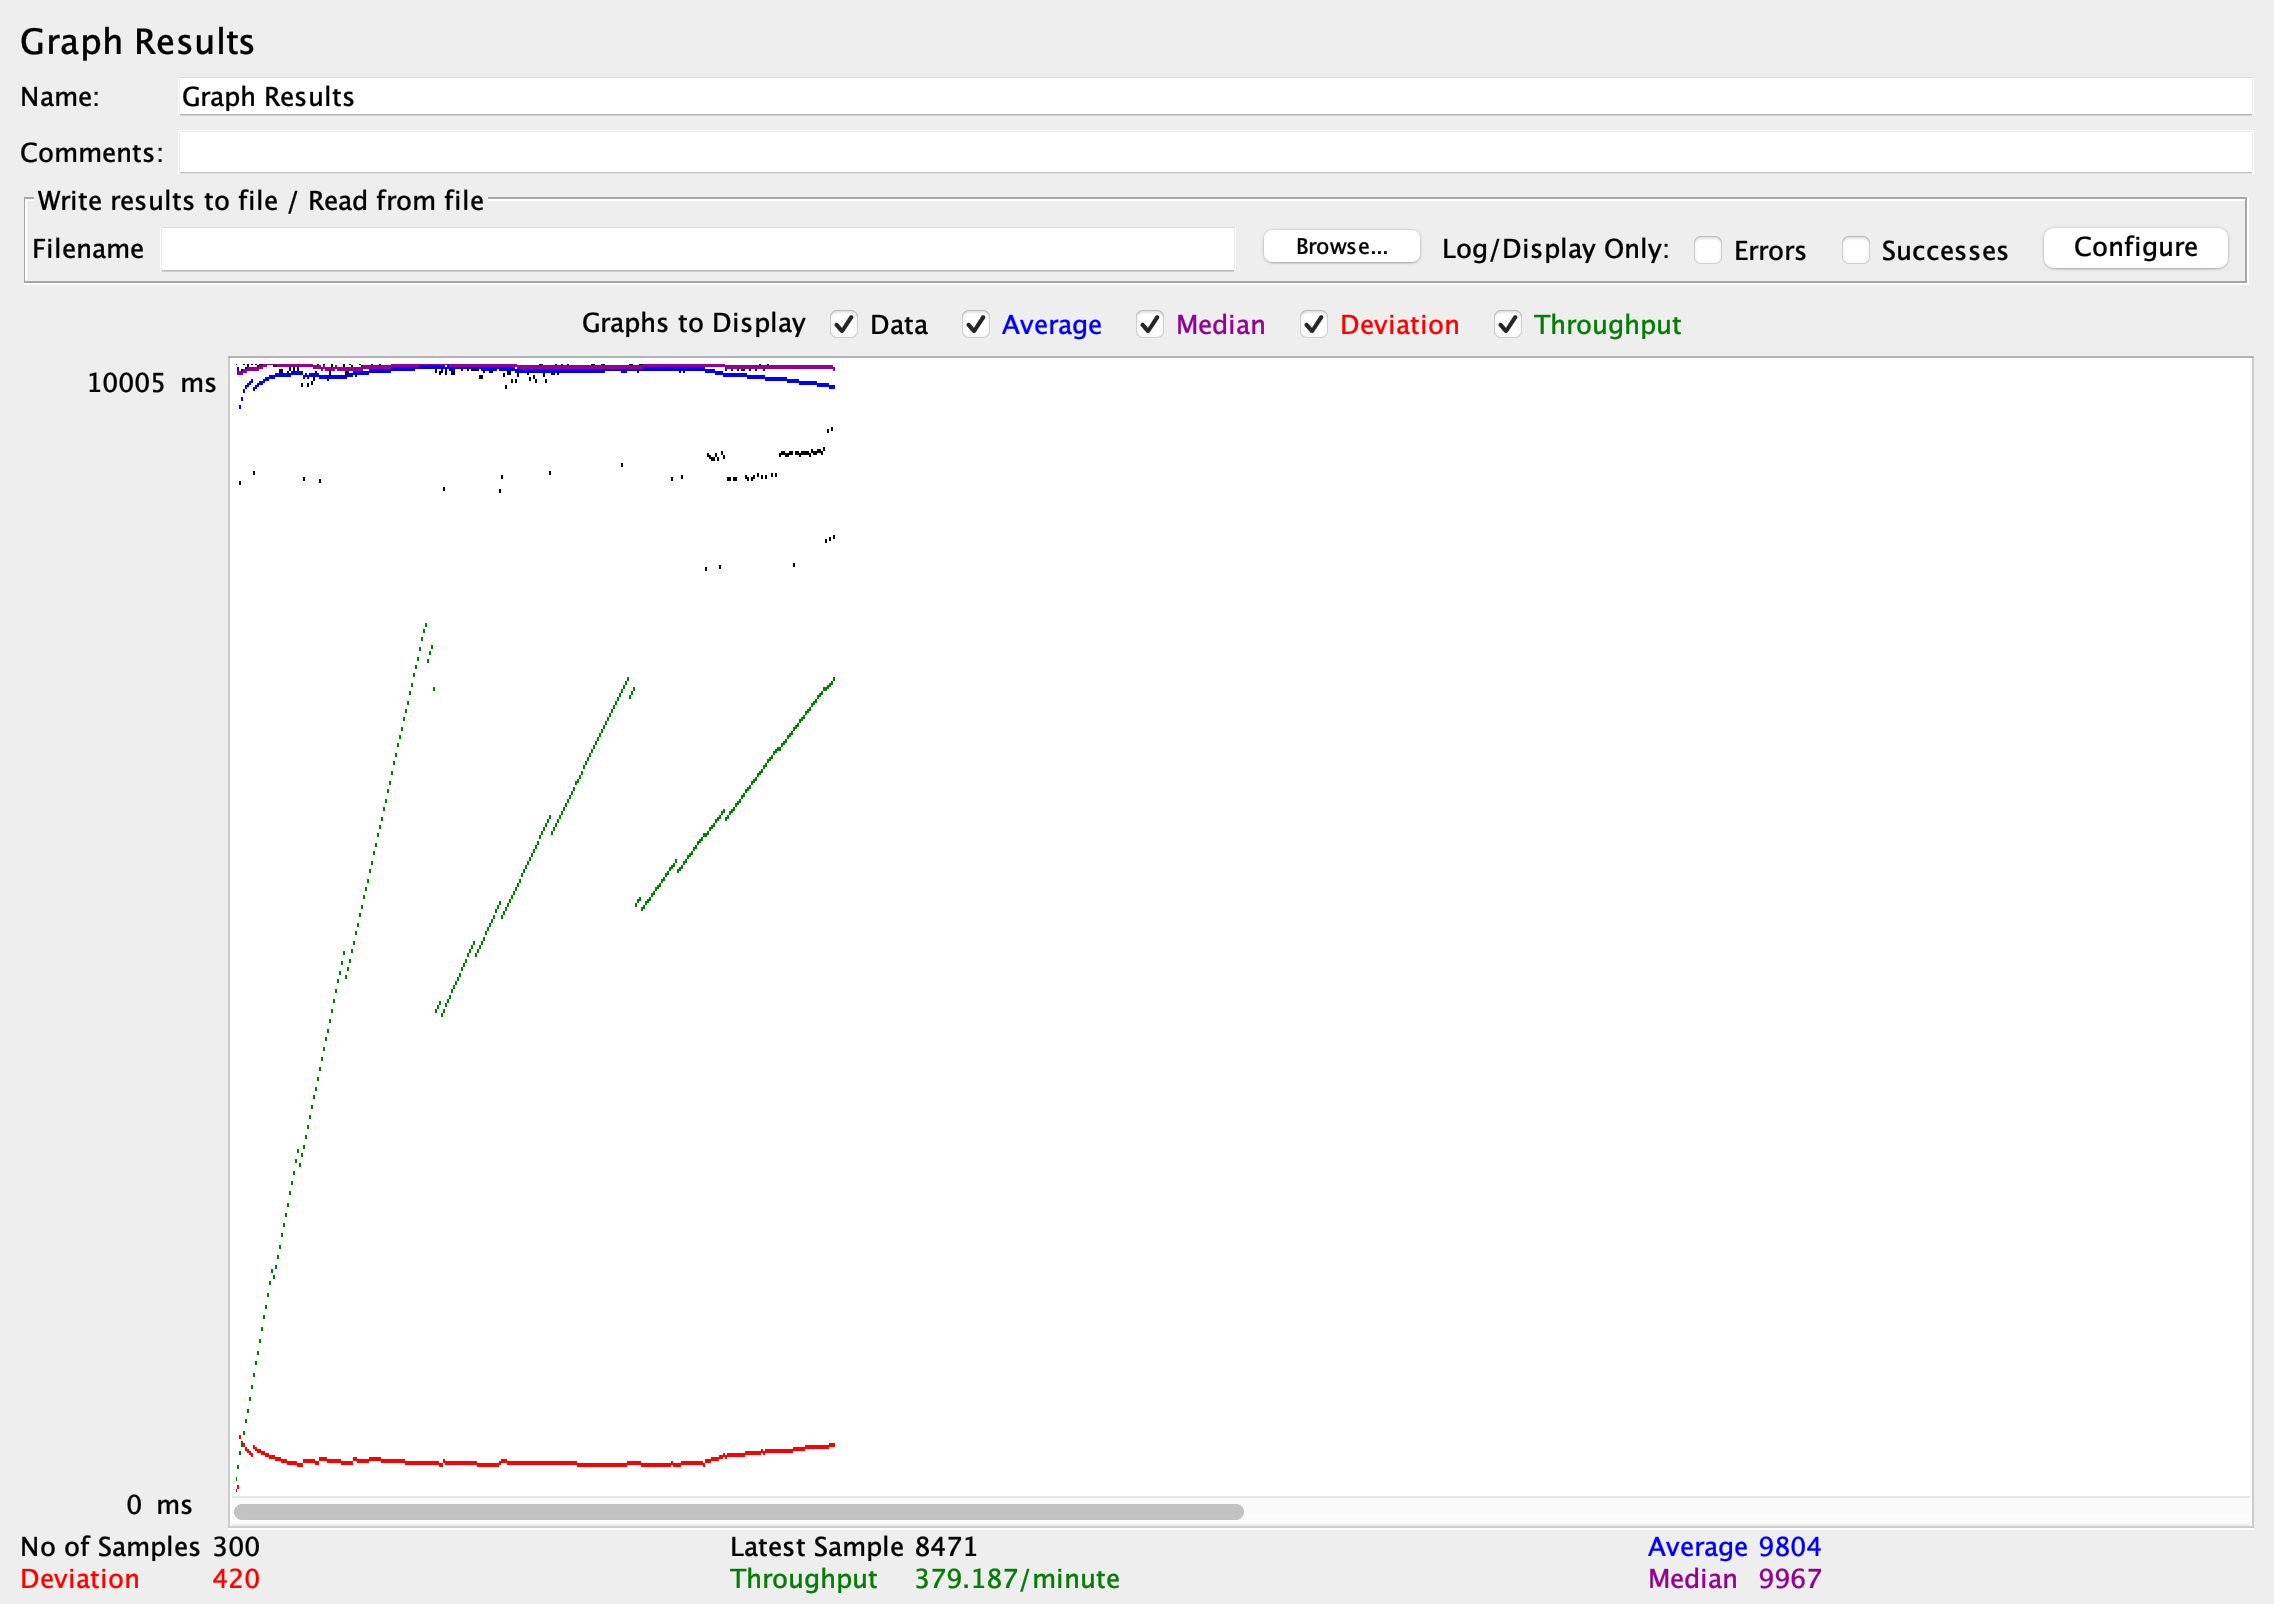 Graph Results
Name: Graph Results
Comments:
Write results to file / Read from file
Filename Browse... Log/Display Only: Errors Successes Configure
Graphs to Display Data Average Median Deviation Throughput
10005 ms
0 ms
No of Samples 300 Latest Sample 8471 Average 9804
Deviation 420 Throughput 379.187/minute Median 9967